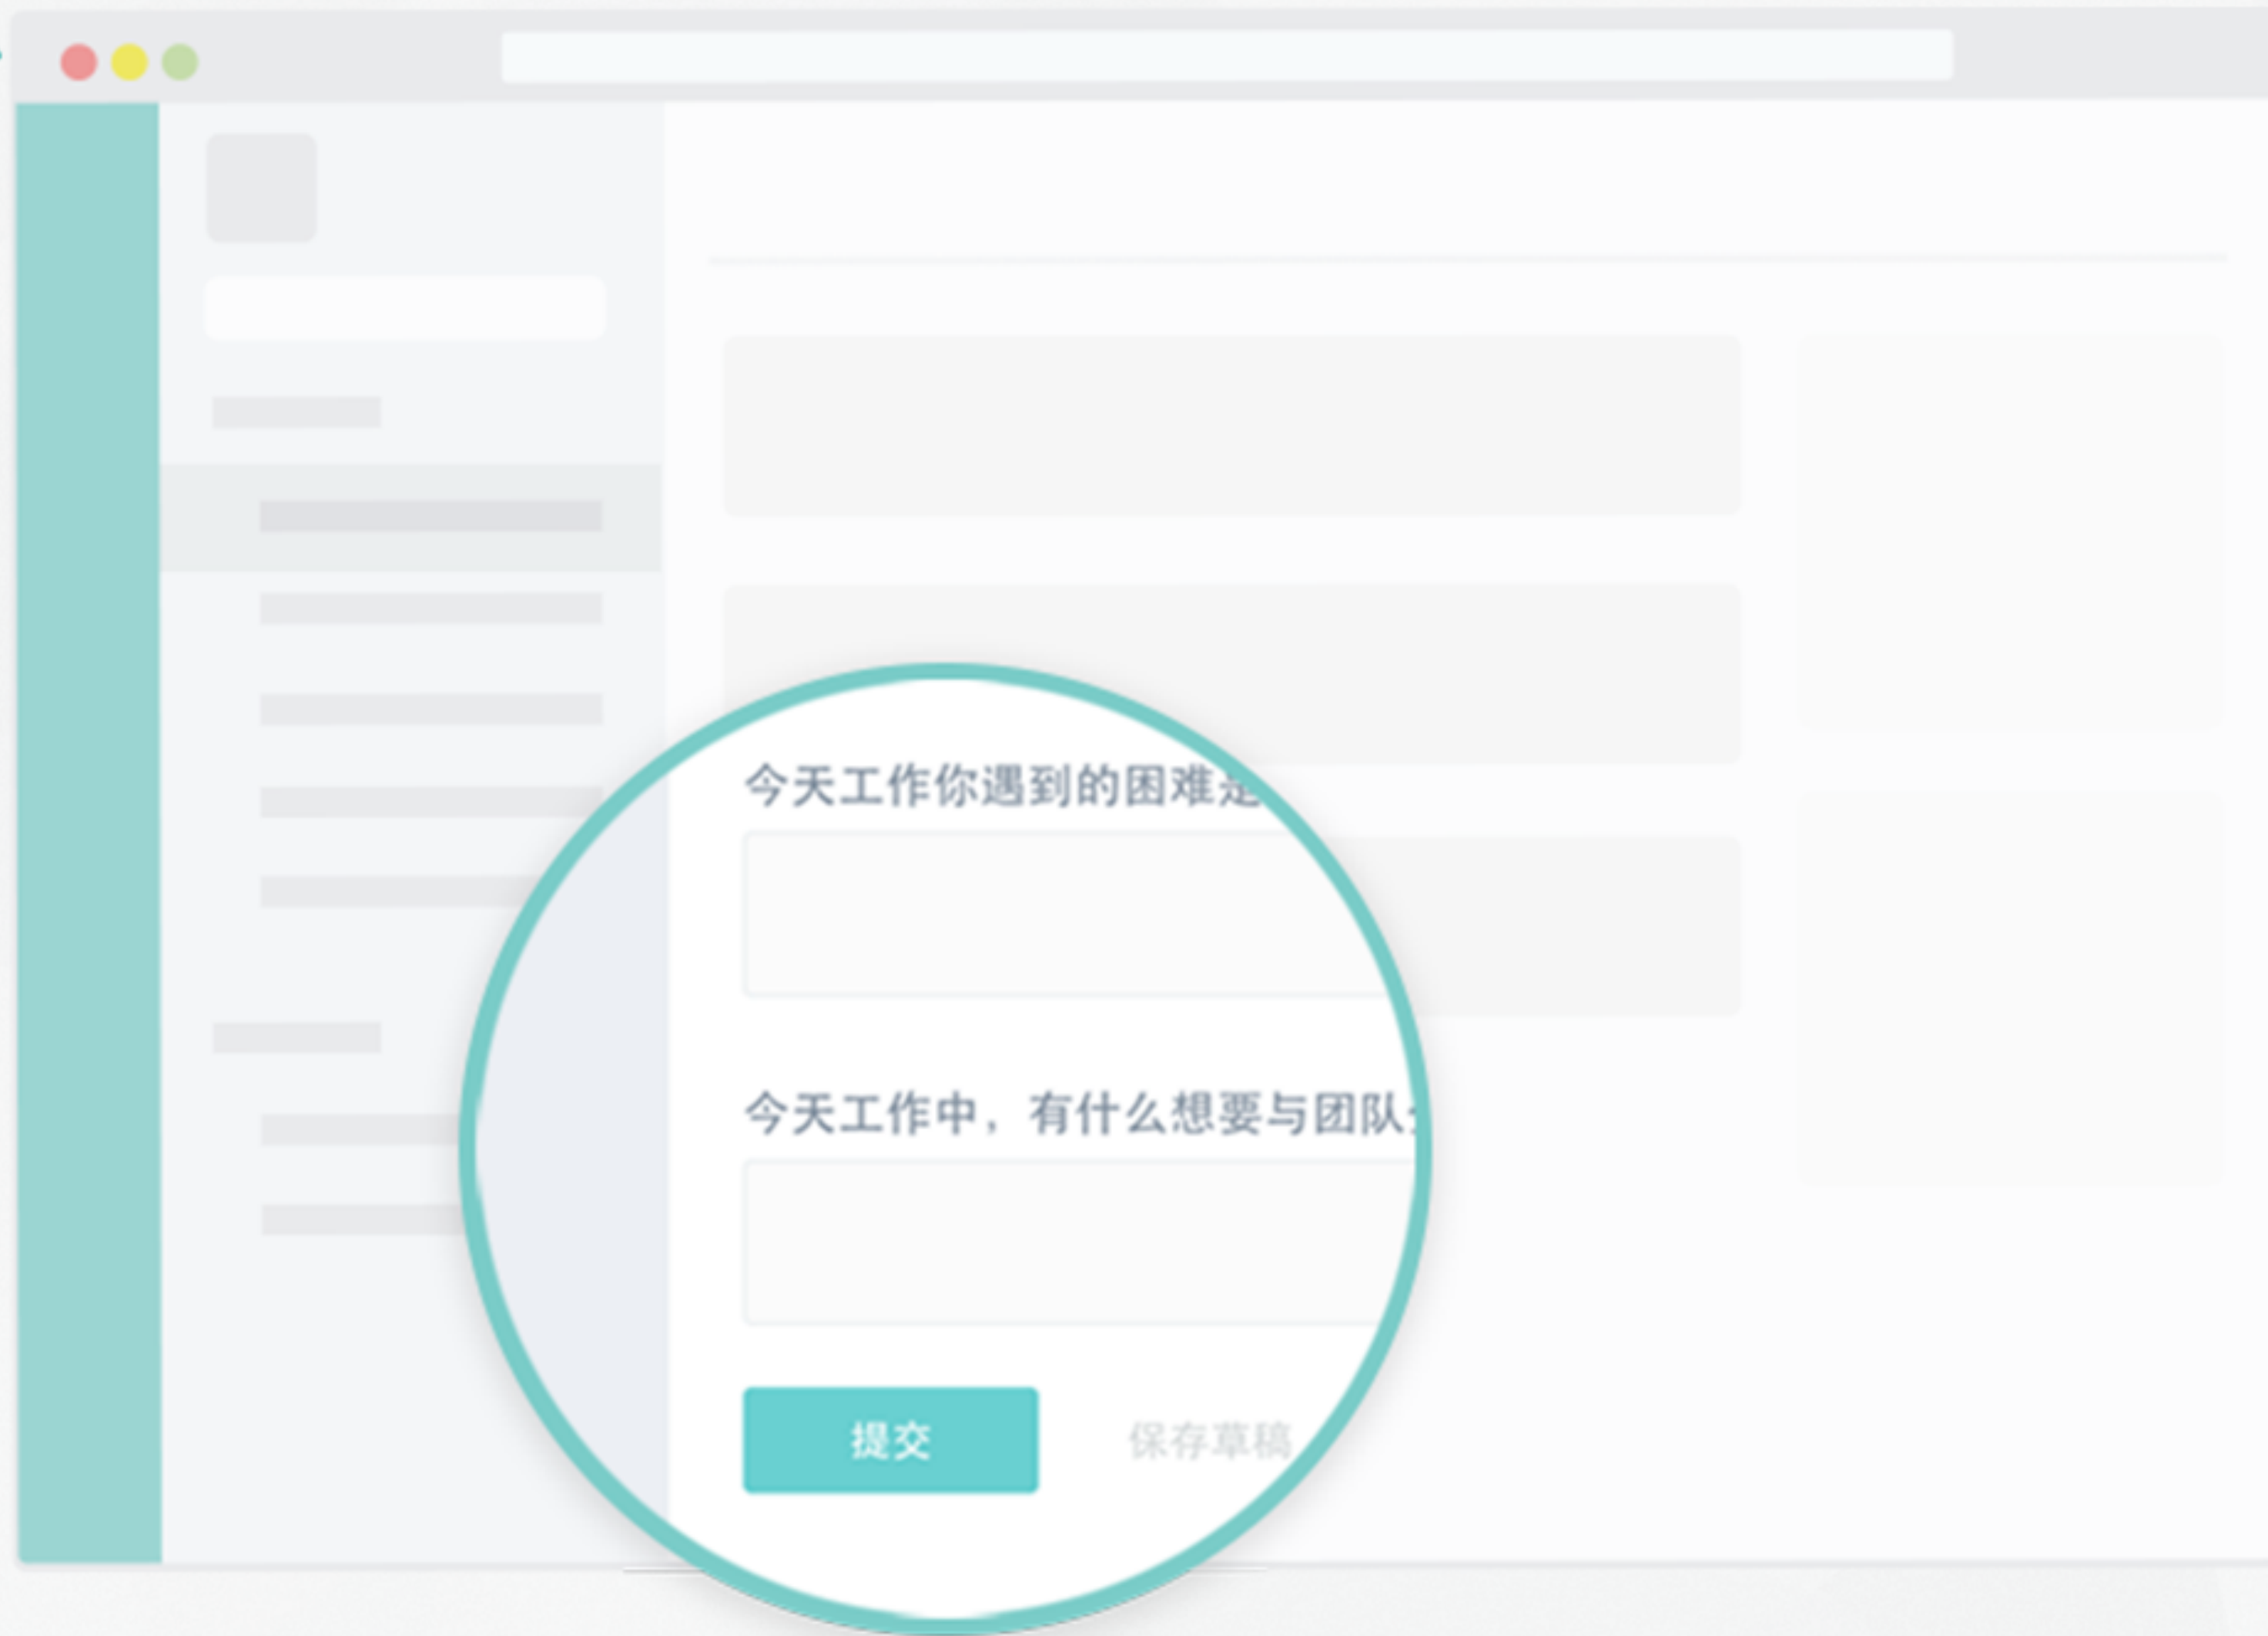 今天工作你遇到的困难是
今天工作中，有什么想要与团队
提交
保存草稿